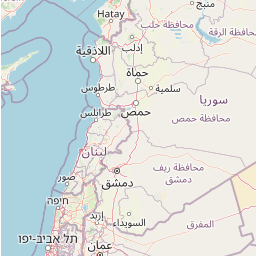 منبج
Hatay
محافظة حلب
محافظة الرقة
إدلب
اللاذقية
حماة
سلمية
طرطوس
سوريا
حمص
طرابلس
محافظة حمص
لبنان
محافظة ريف
دمشق
صور
دمشق
חיפה
إربد
السويداء
المفرق
תל אביב-יפו
عمان